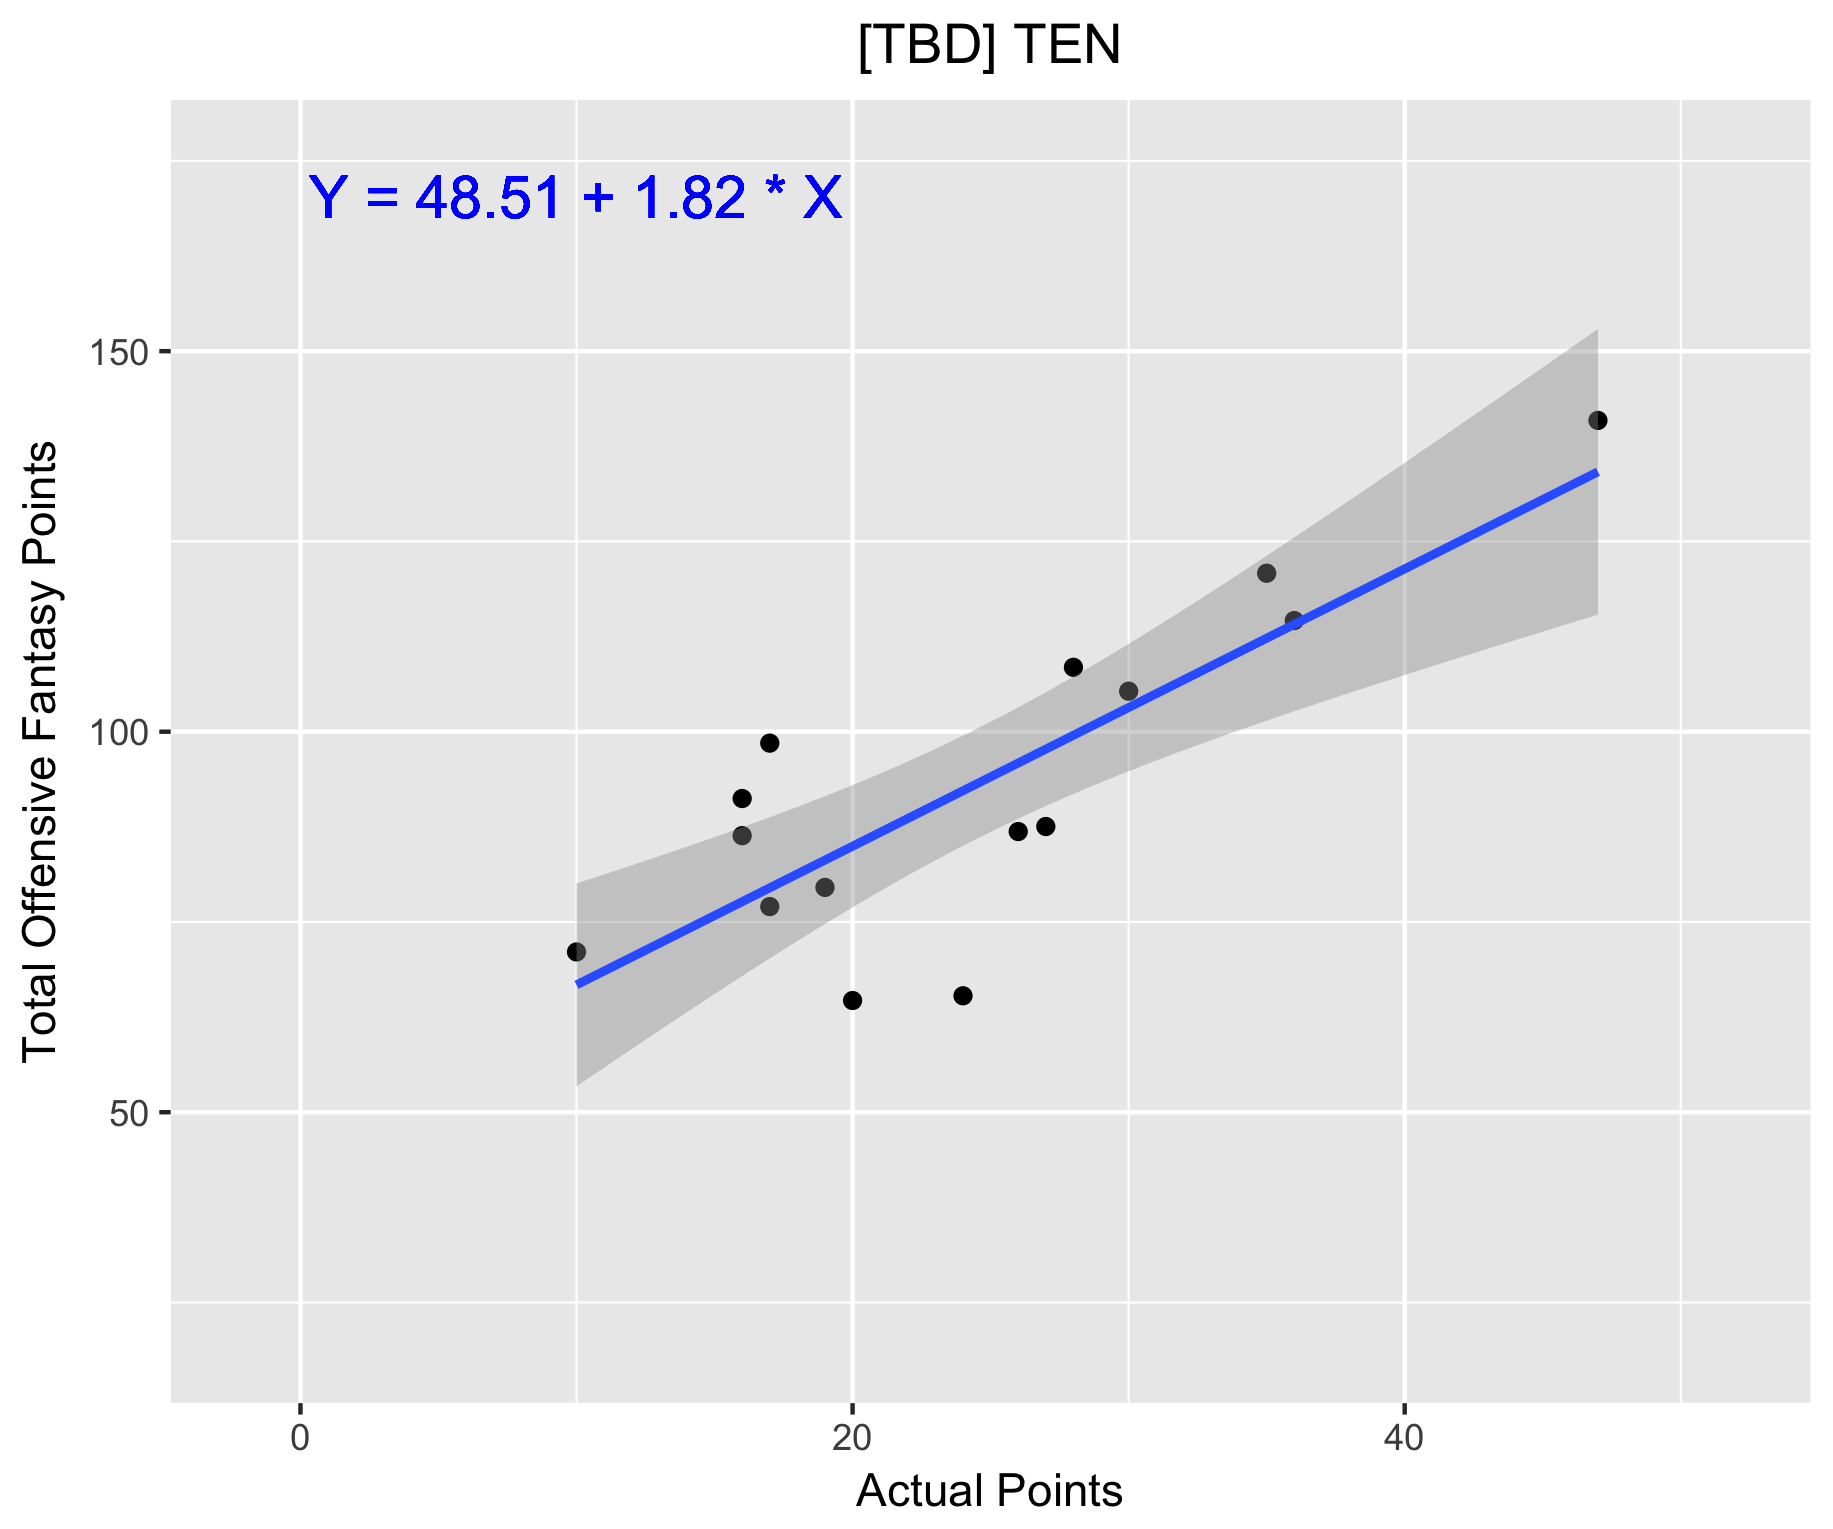 [TBD] TEN
Y = 48.51 + 1.82 * X
150
100
50
Total Offensive Fantasy Points
0 20 40
Actual Points